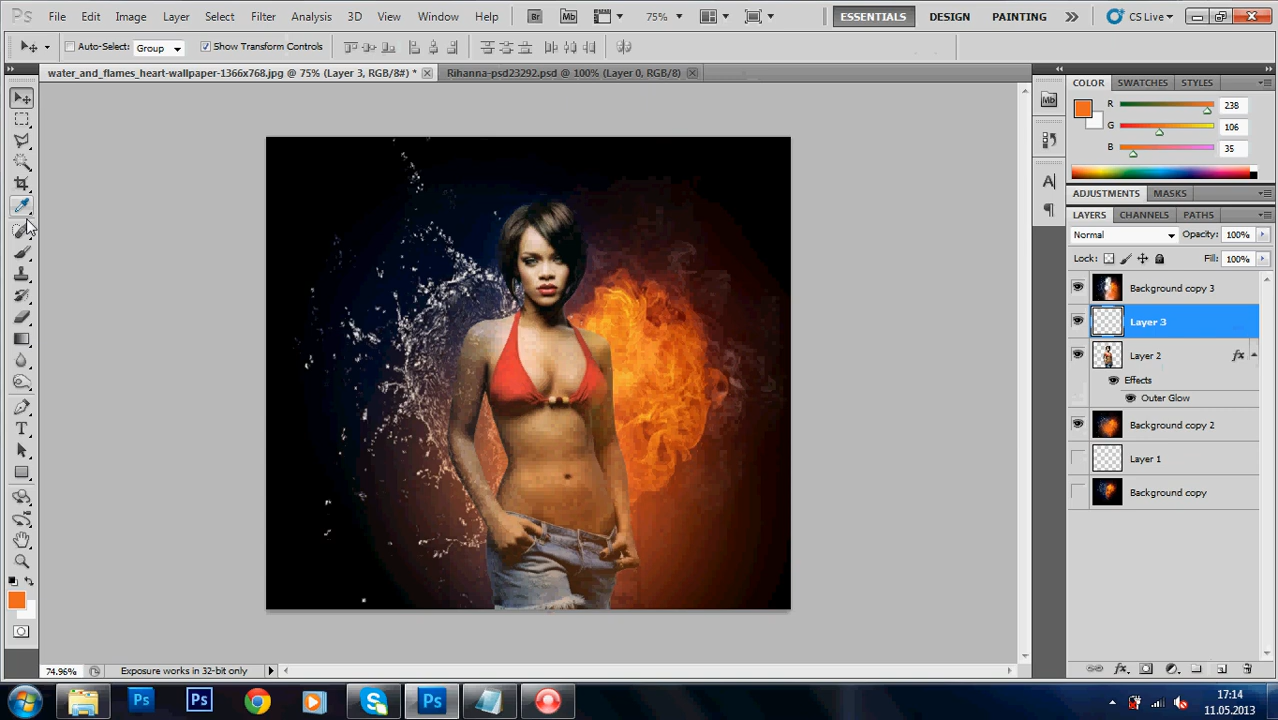 Ps File Edit Image Layer Select Filter Analysis 3D View Window Help Br Mb 75% ESSENTIALS DESIGN PAINTING CS Live
Auto-Select: Group Show Transform Controls
water_and_flames_heart-wallpaper-1366x768.jpg @ 75% (Layer 3, RGB/8#) * Rihanna-psd23292.psd @ 100% (Layer 0, RGB/8)
COLOR SWATCHES STYLES
R 238
G 106
B 35
ADJUSTMENTS MASKS
LAYERS CHANNELS PATHS
Normal Opacity: 100%
Lock: Fill: 100%
Background copy 3
Layer 3
Layer 2 fx
Effects
Outer Glow
Background copy 2
Layer 1
Background copy
74.96% Exposure works in 32-bit only
Ps Ps Ps
17:14
11.05.2013